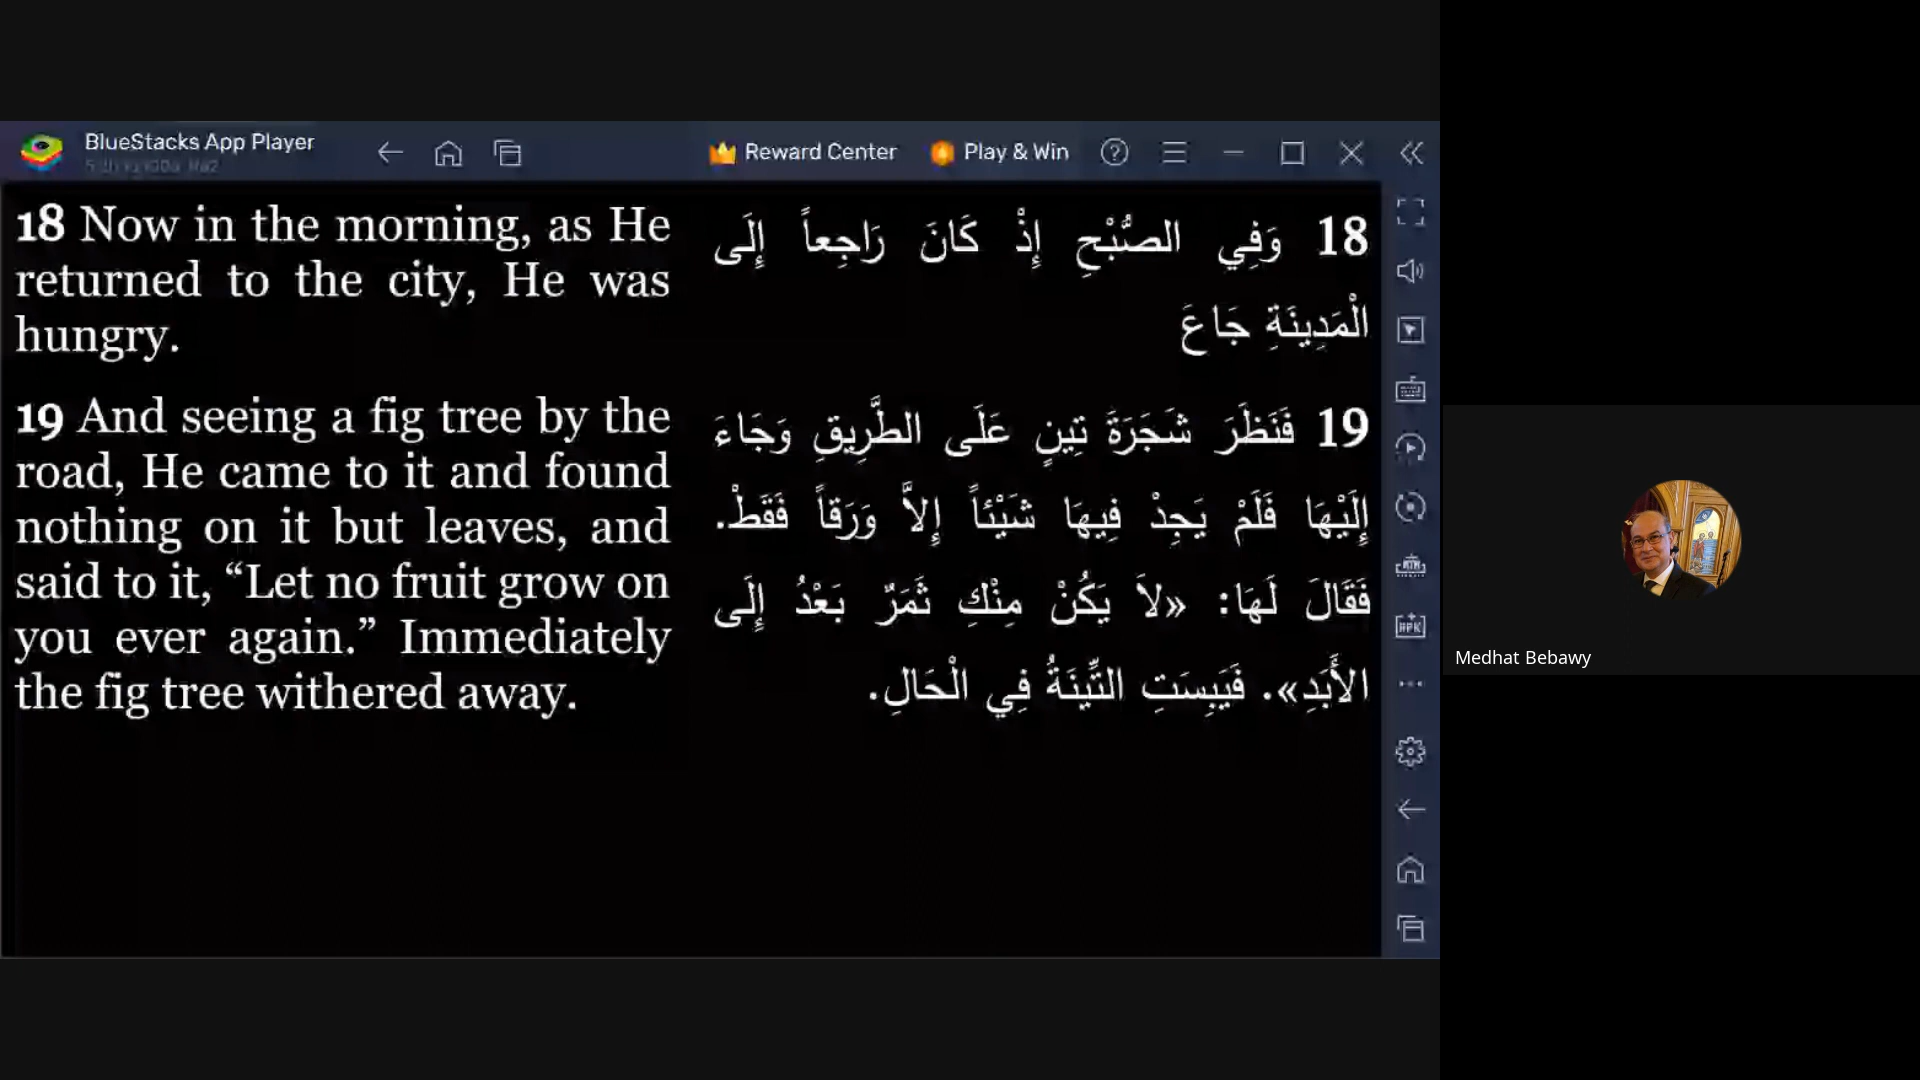 BlueStacks App Player
Reward Center
Play & Win
18 Now in the morning, as He
returned to the city, He was
hungry.
19 And seeing a fig tree by the
road, He came to it and found
nothing on it but leaves, and
said to it, “Let no fruit grow on
you ever again.” Immediately
the fig tree withered away.
18 وَفِي الصُّبْحِ إِذْ كَانَ رَاجِعاً إِلَى
الْمَدِينَةِ جَاعَ
19 فَنَظَرَ شَجَرَةَ تِينٍ عَلَى الطَّرِيقِ وَجَاءَ
إِلَيْهَا فَلَمْ يَجِدْ فِيهَا شَيْئاً إِلاَّ وَرَقاً فَقَطْ.
فَقَالَ لَهَا: «لاَ يَكُنْ مِنْكِ ثَمَرٌ بَعْدُ إِلَى
الأَبَدِ». فَيَبِسَتِ التِّينَةُ فِي الْحَالِ.
Medhat Bebawy